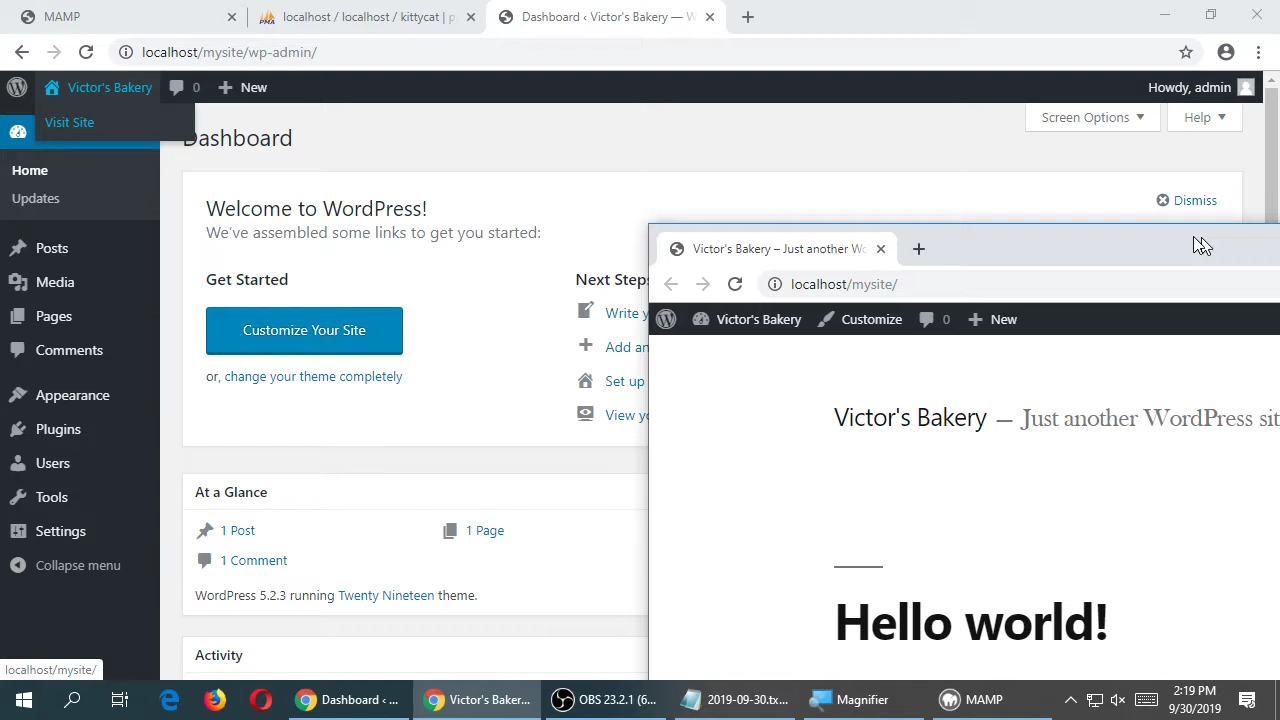 MAMP
localhost / localhost / kittycat | p
Dashboard ‹ Victor's Bakery — W
localhost/mysite/wp-admin/
Victor's Bakery
0
New
Howdy, admin
Visit Site
Dashboard
Screen Options
Help
Home
Updates
Posts
Media
Pages
Comments
Appearance
Plugins
Users
Tools
Settings
Collapse menu
Welcome to WordPress!
We've assembled some links to get you started:
Dismiss
Get Started
Customize Your Site
or, change your theme completely
Next Steps
Write y
Add an
Set up
View yo
At a Glance
1 Post
1 Page
1 Comment
WordPress 5.2.3 running Twenty Nineteen theme.
Activity
Victor's Bakery – Just another Wo
localhost/mysite/
Victor's Bakery
Customize
0
New
Victor's Bakery — Just another WordPress sit
Hello world!
localhost/mysite/
Dashboard ‹ ...
Victor's Baker...
OBS 23.2.1 (6...
2019-09-30.tx...
Magnifier
MAMP
2:19 PM
9/30/2019